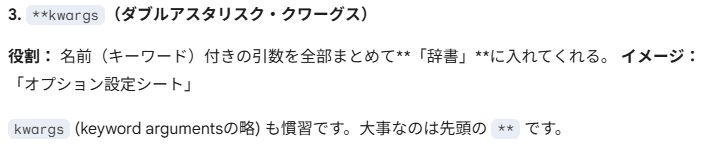 3. **kwargs（ダブルアスタリスク・クワーグス）
役割： 名前（キーワード）付きの引数を全部まとめて**「辞書」**に入れてくれる。 イメージ：
「オプション設定シート」
kwargs (keyword argumentsの略) も慣習です。大事なのは先頭の ** です。